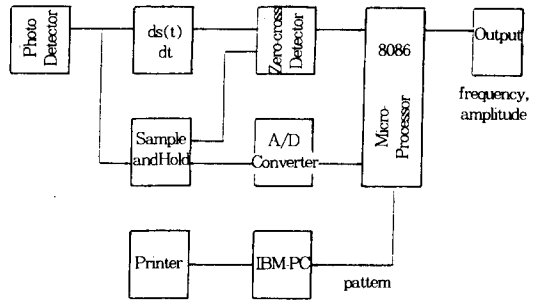 Photo
Detector
ds(t)
dt
Zero-cross
Detector
8086
Micro-
Processor
Output
frequency,
amplitude
Sample
andHold
A/D
Converter
Printer
IBM-PC
pattern